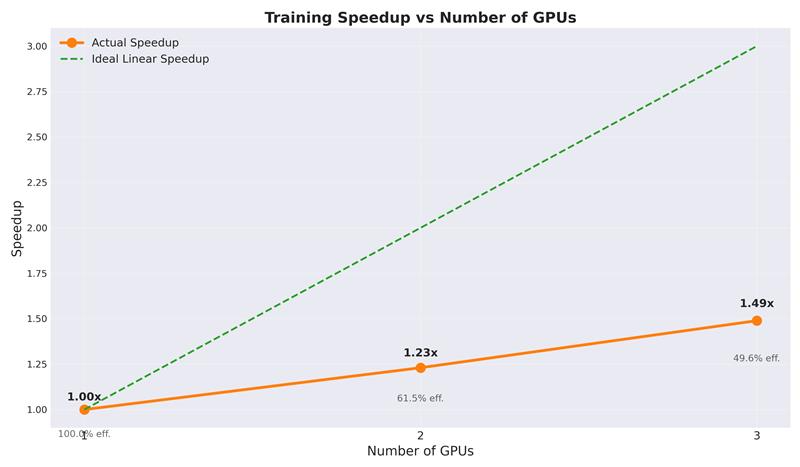 Training Speedup vs Number of GPUs
Actual Speedup
Ideal Linear Speedup
Speedup
3.00
2.75
2.50
2.25
2.00
1.75
1.50
1.25
1.00
1.00x
100.0% eff.
1.23x
61.5% eff.
1.49x
49.6% eff.
1
2
3
Number of GPUs